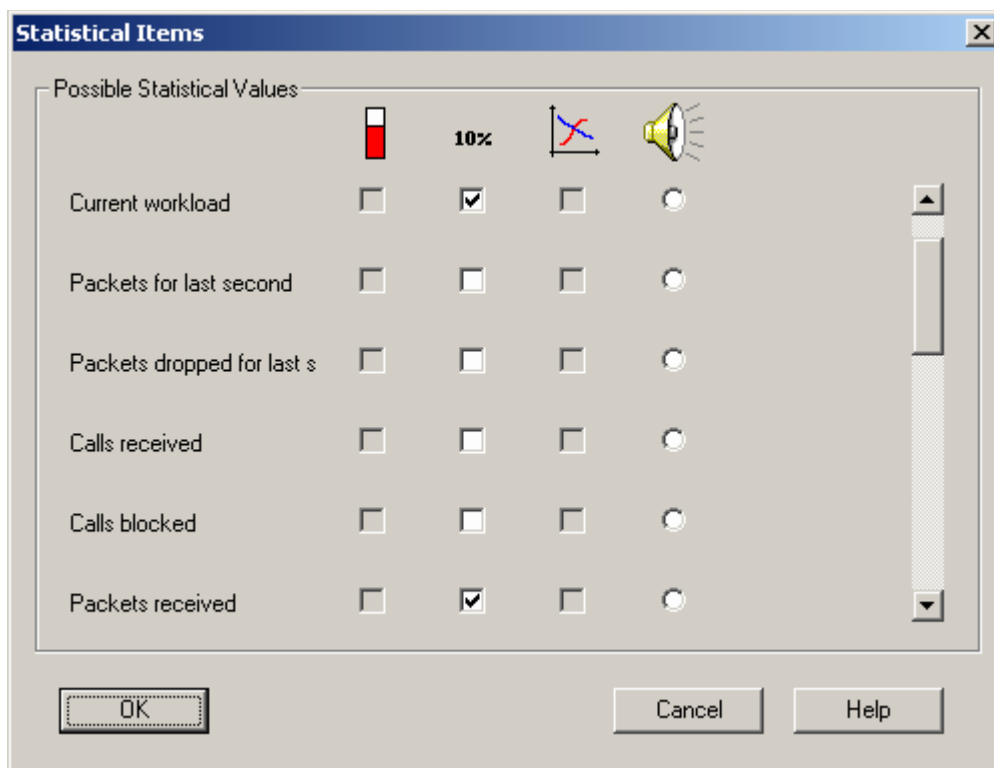 Statistical Items
Possible Statistical Values
10%
Current workload
Packets for last second
Packets dropped for last s
Calls received
Calls blocked
Packets received
OK Cancel Help